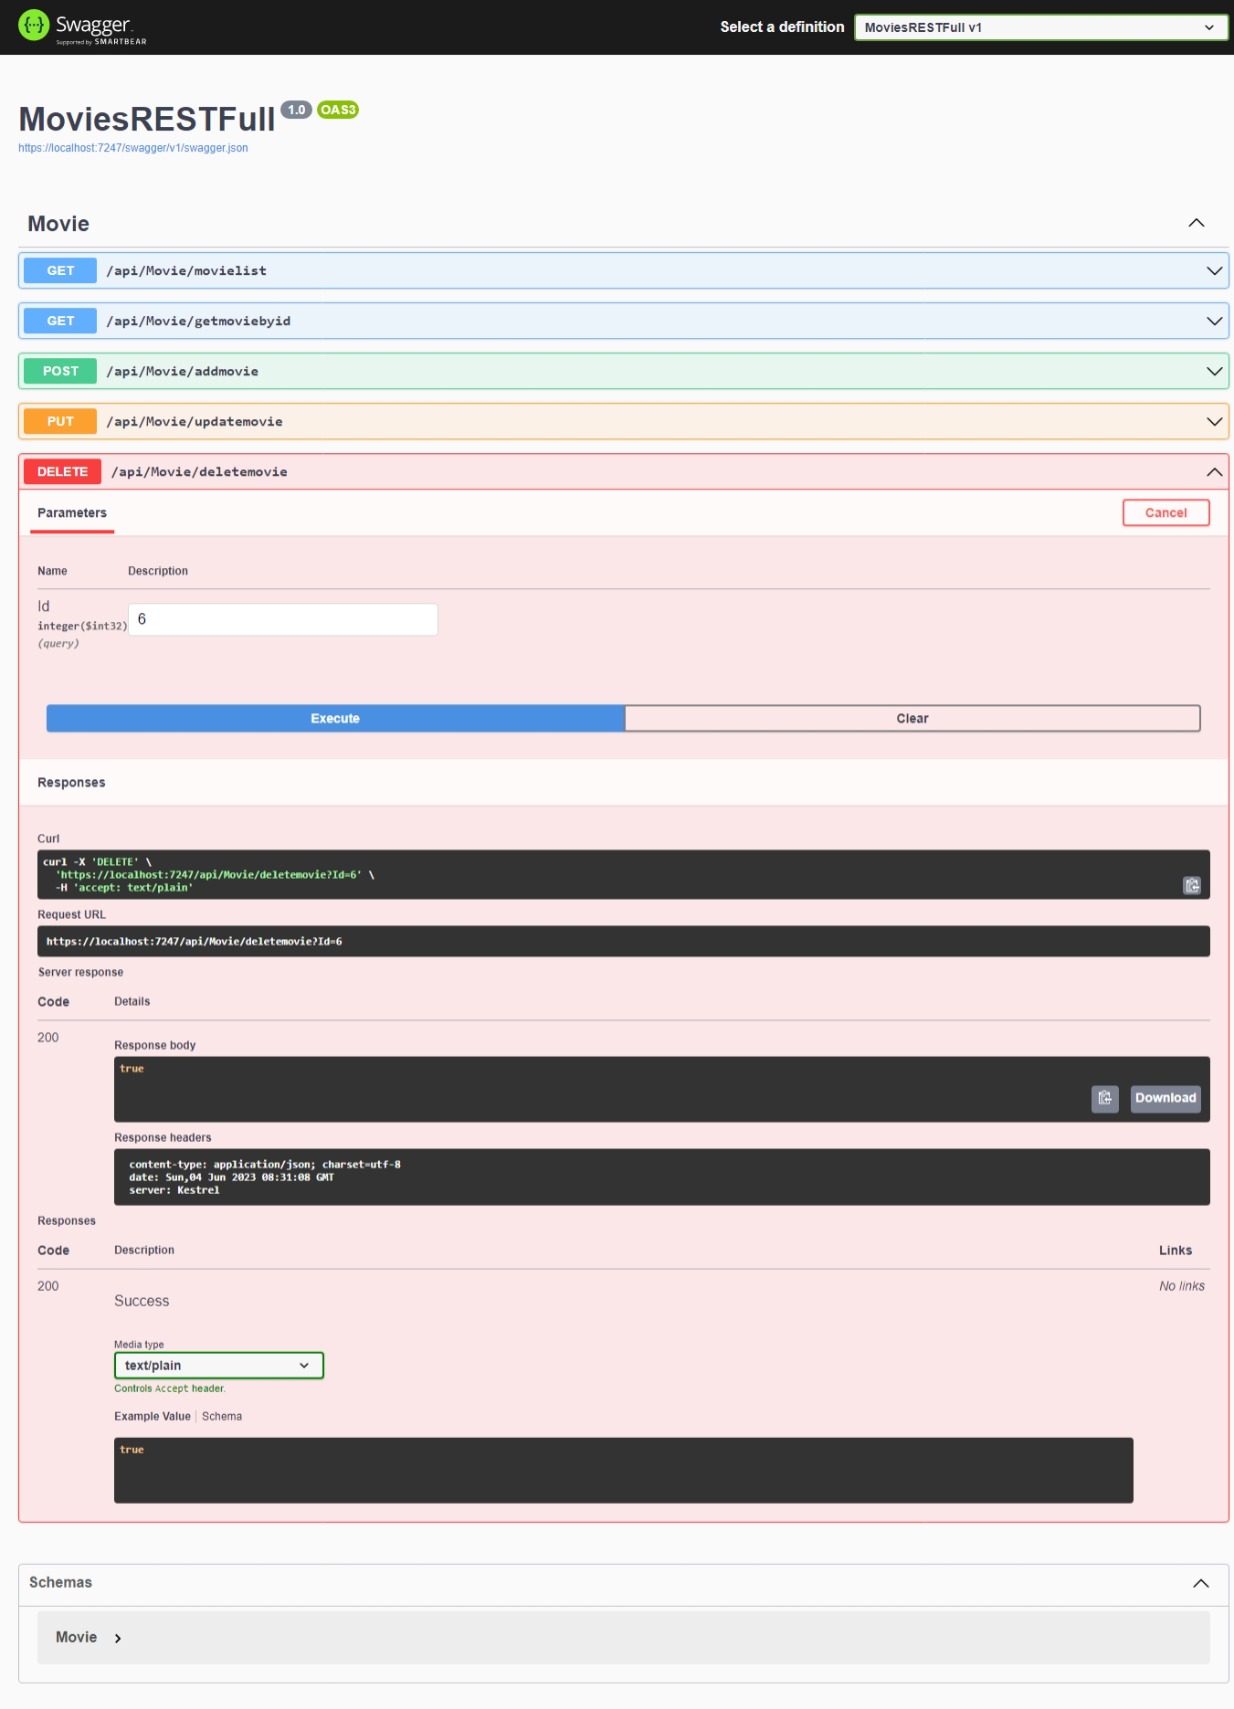 Swagger
Supported by SMARTBEAR
Select a definition
MoviesRESTFull v1
MoviesRESTFull 1.0 OAS3
https://localhost:7247/swagger/v1/swagger.json
Movie
GET /api/Movie/movielist
GET /api/Movie/getmoviebyid
POST /api/Movie/addmovie
PUT /api/Movie/updatemovie
DELETE /api/Movie/deletemovie
Parameters Cancel
Name Description
Id
integer($int32)
(query)
6
Execute Clear
Responses
Curl
curl -X 'DELETE' \
'https://localhost:7247/api/Movie/deletemovie?Id=6' \
-H 'accept: text/plain'
Request URL
https://localhost:7247/api/Movie/deletemovie?Id=6
Server response
Code Details
200
Response body
true
Download
Response headers
content-type: application/json; charset=utf-8
date: Sun,04 Jun 2023 08:31:08 GMT
server: Kestrel
Responses
Code Description Links
200 No links
Success
Media type
text/plain
Controls Accept header.
Example Value | Schema
true
Schemas
Movie